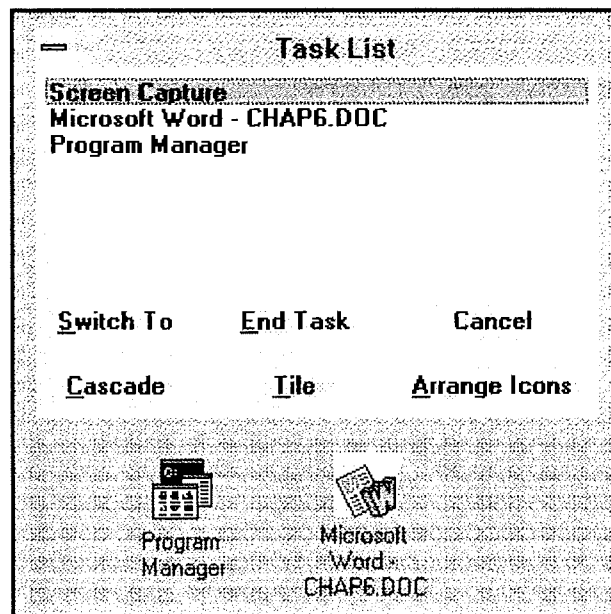 Task List
Screen Capture
Microsoft Word - CHAP6.DOC
Program Manager
Switch To End Task Cancel
Cascade Tile Arrange Icons
C:\
Program
Manager
Microsoft
Word -
CHAP6.DOC